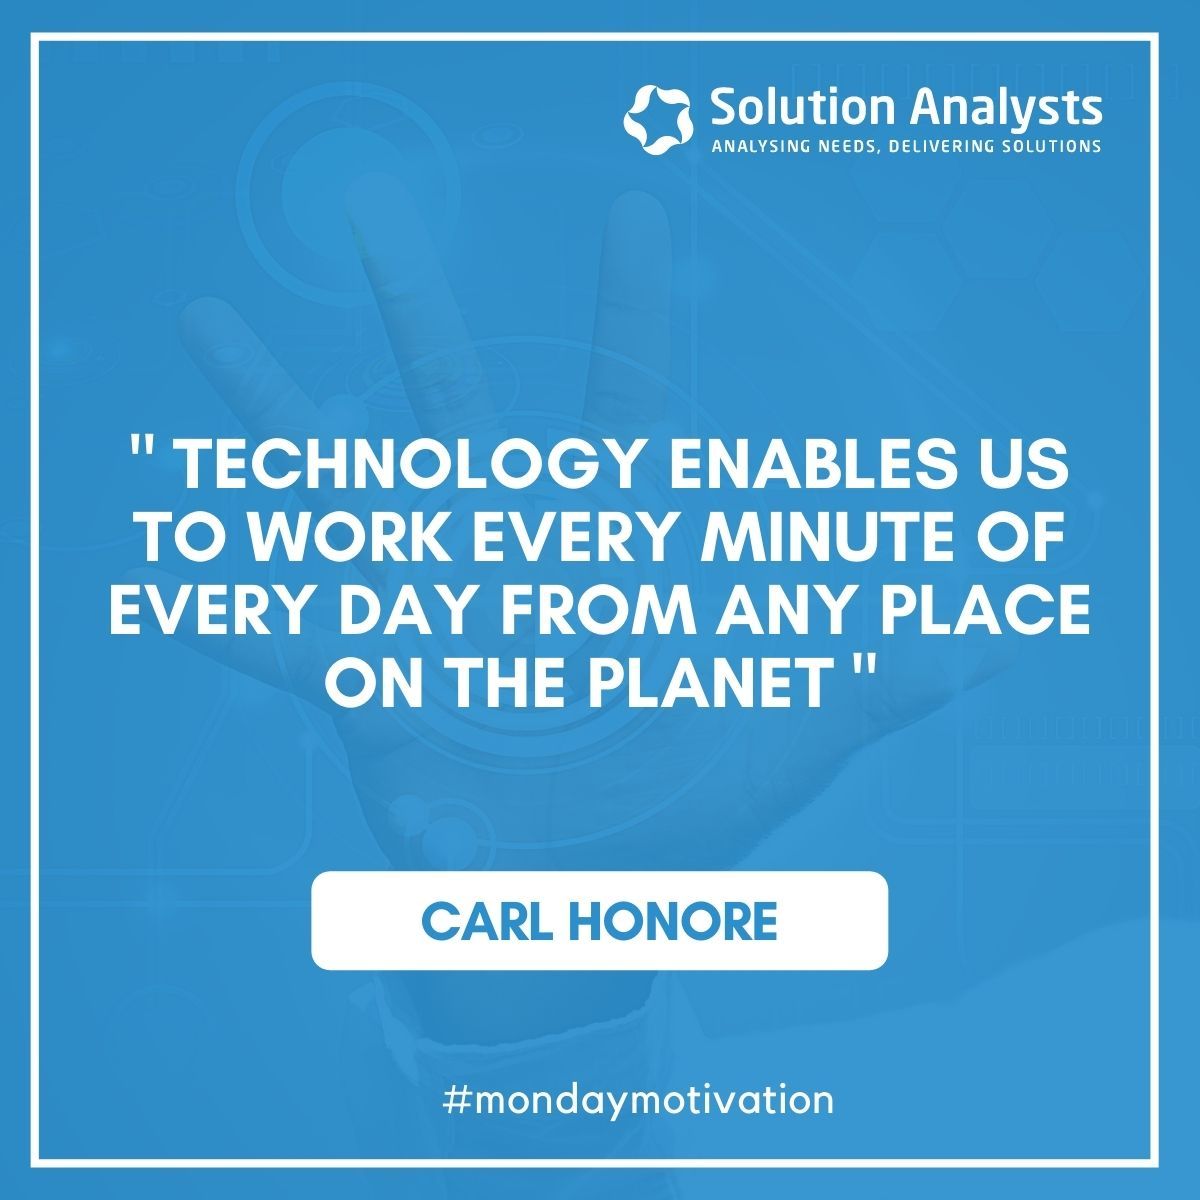 Solution Analysts
ANALYSING NEEDS, DELIVERING SOLUTIONS
" TECHNOLOGY ENABLES US
TO WORK EVERY MINUTE OF
EVERY DAY FROM ANY PLACE
ON THE PLANET "
CARL HONORE
#mondaymotivation